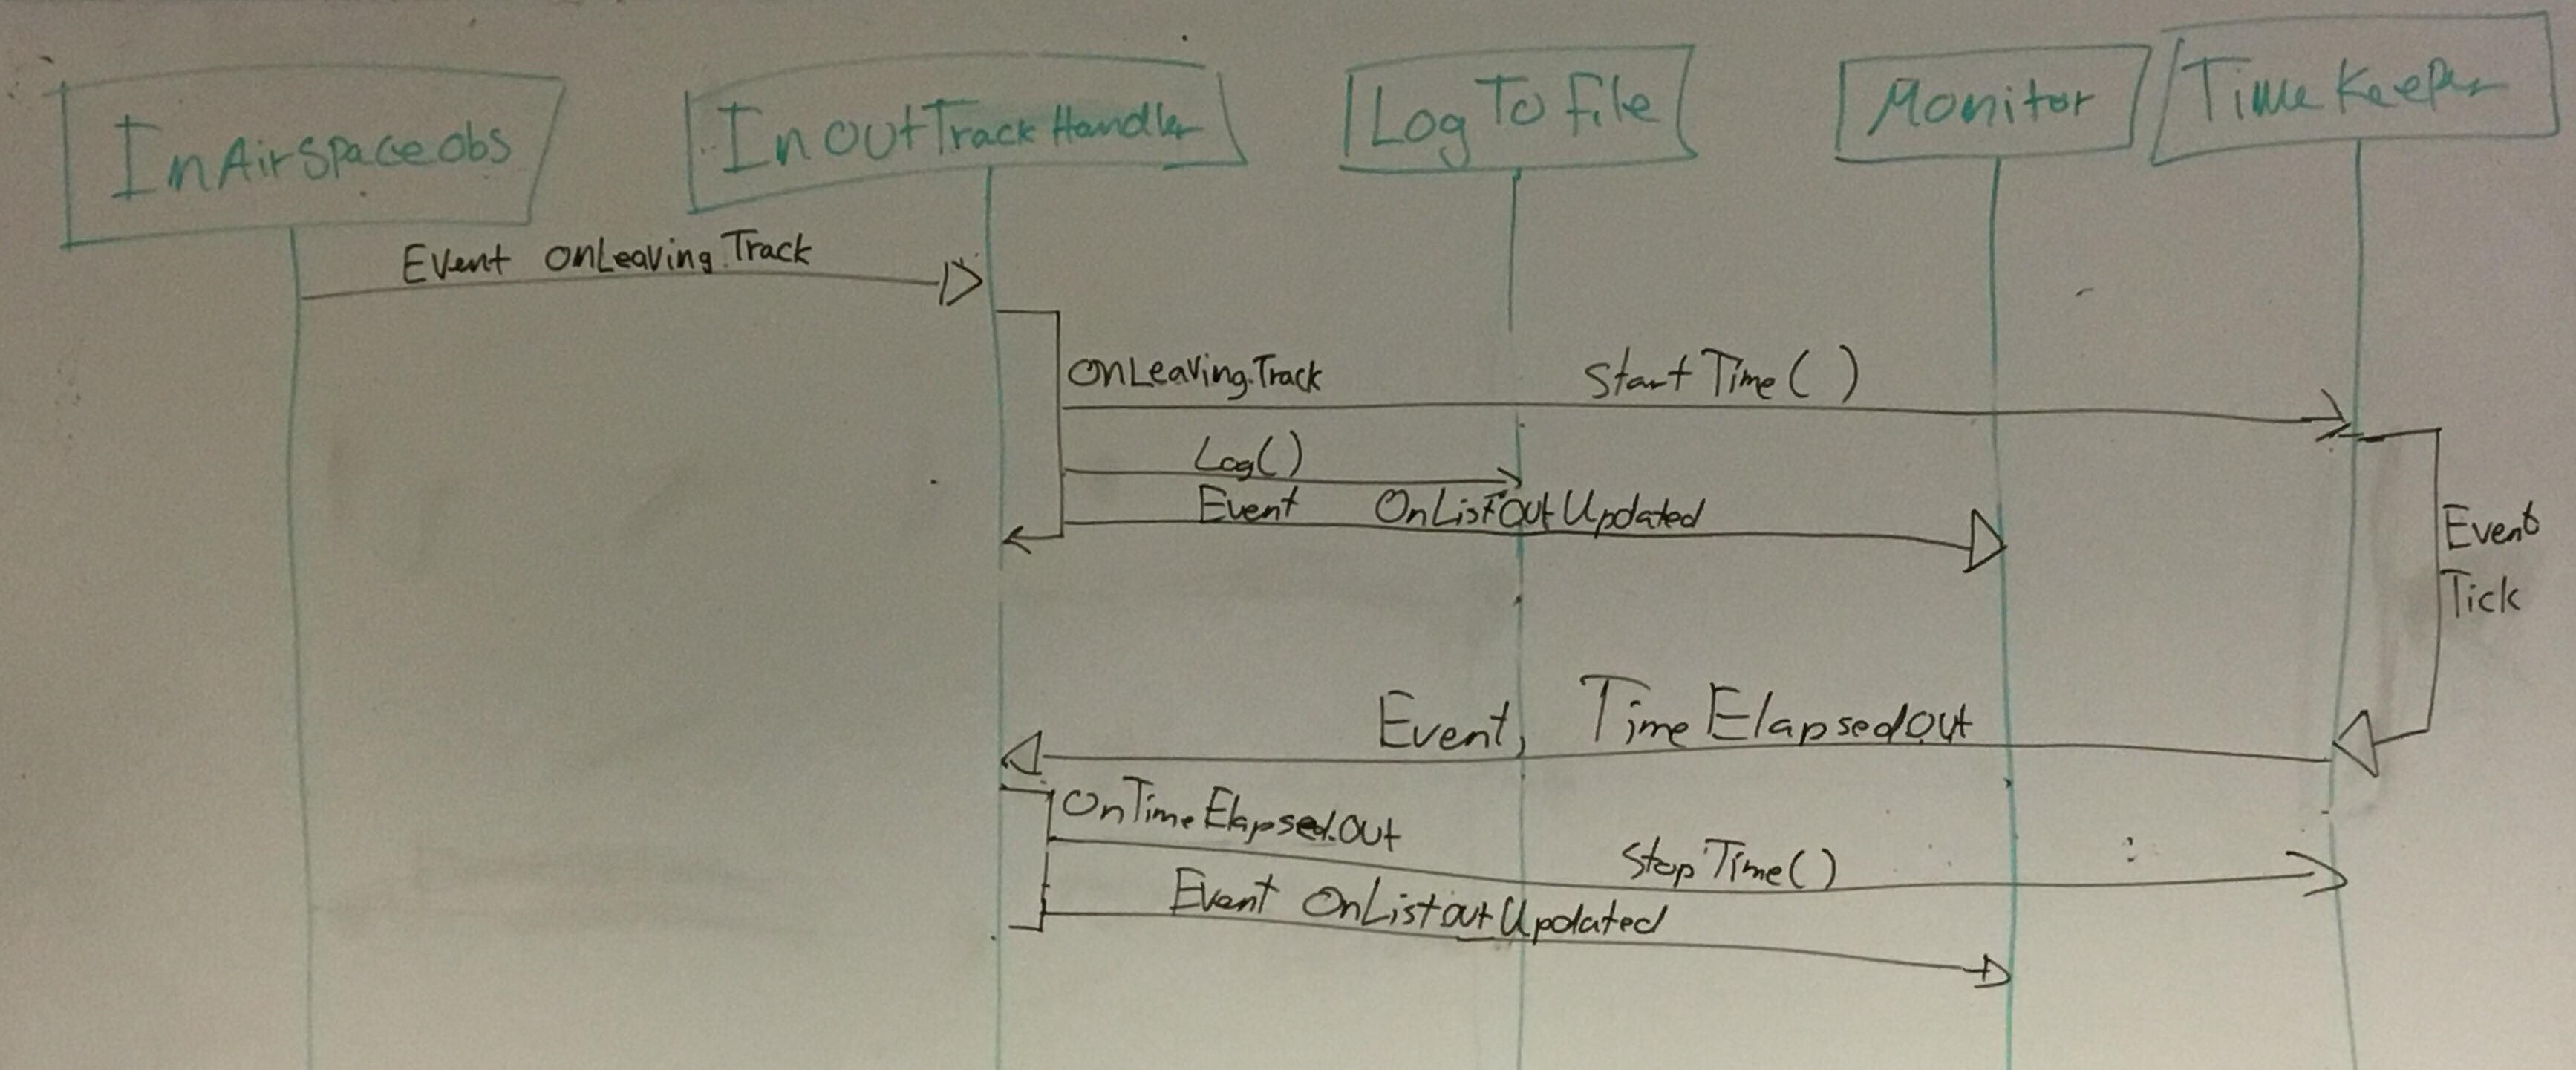 InAirSpaceobs
InOutTrackHandler
LogToFile
Monitor
TimeKeeper
Event OnLeaving.Track
OnLeaving.Track
StartTime( )
Log()
Event OnListOutUpdated
Event
Tick
Event, TimeElapsedOut
OnTimeElapsed.Out
StopTime()
Event OnListoutUpdated